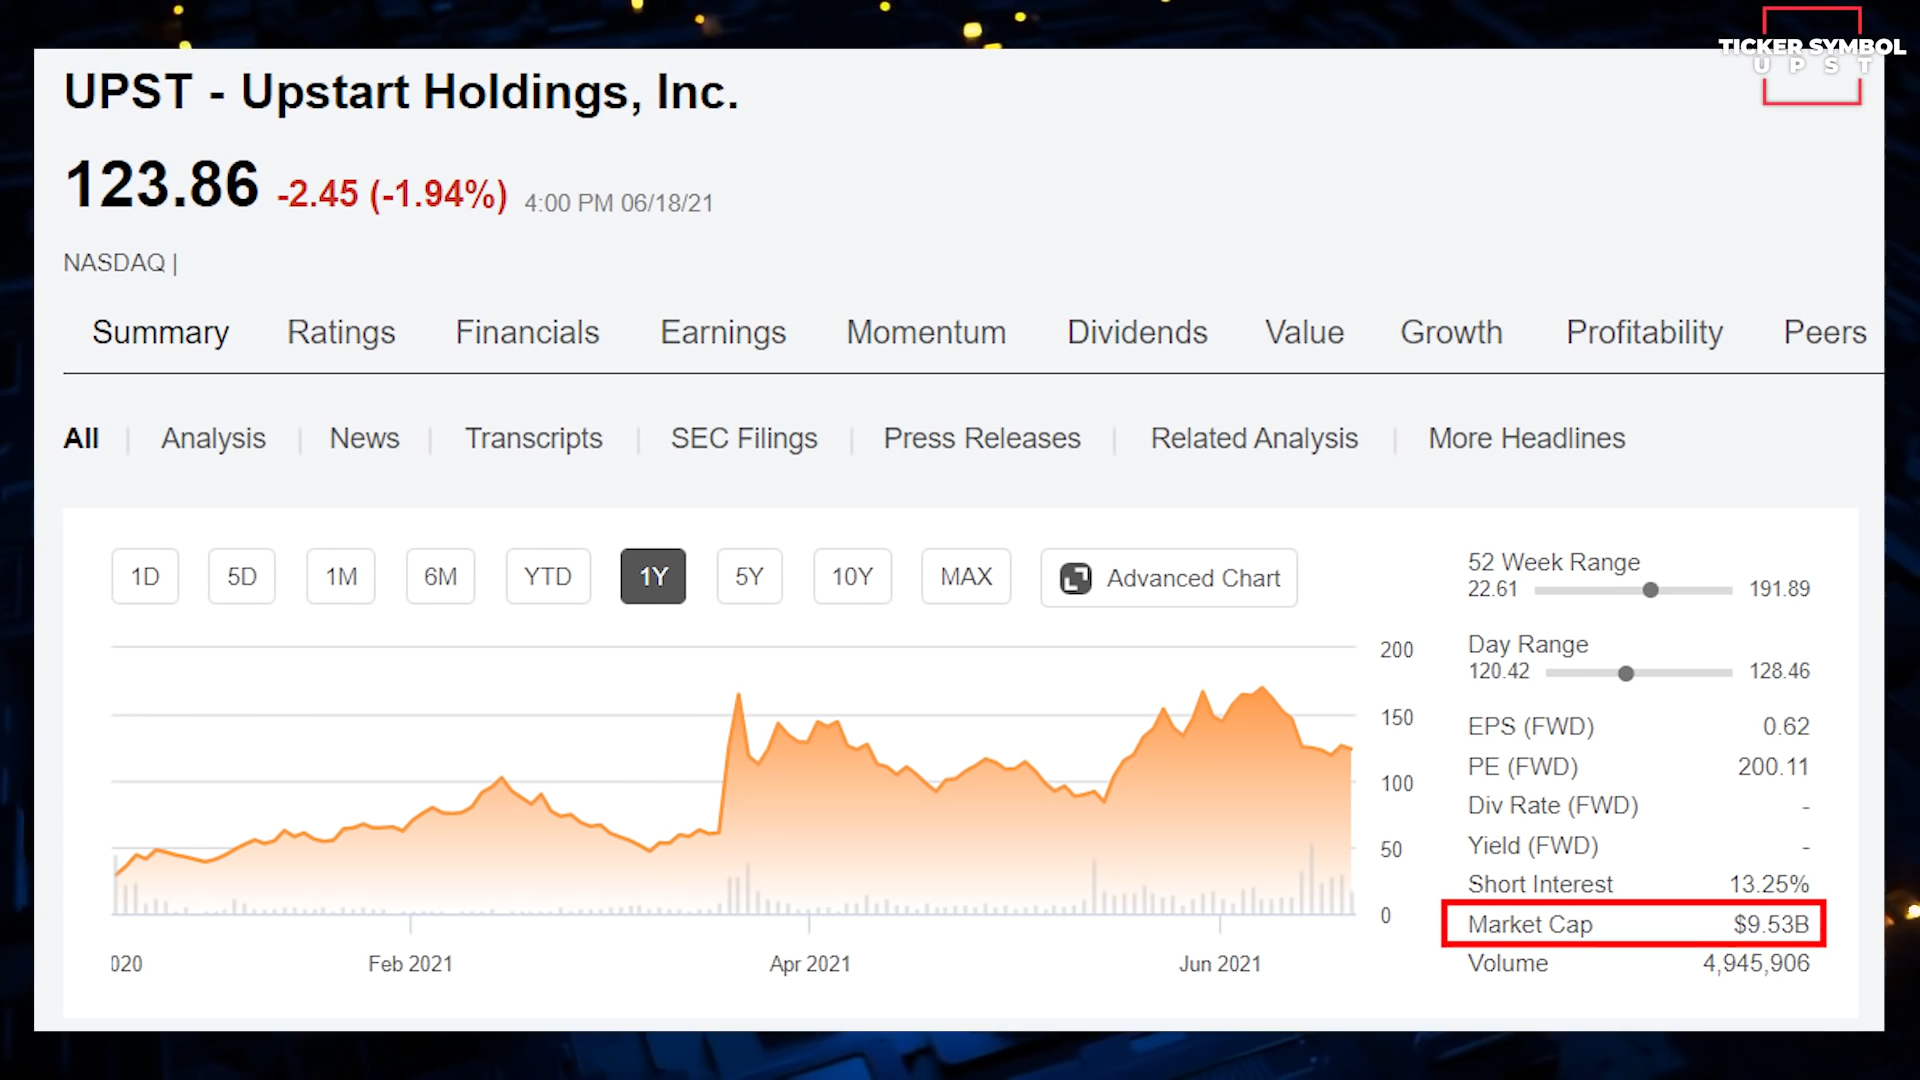 TICKER SYMBOL
UPST
UPST - Upstart Holdings, Inc.
123.86 -2.45 (-1.94%) 4:00 PM 06/18/21
NASDAQ |
Summary Ratings Financials Earnings Momentum Dividends Value Growth Profitability Peers
All Analysis News Transcripts SEC Filings Press Releases Related Analysis More Headlines
1D 5D 1M 6M YTD 1Y 5Y 10Y MAX Advanced Chart
200
150
100
50
0
020 Feb 2021 Apr 2021 Jun 2021
52 Week Range
22.61 191.89
Day Range
120.42 128.46
EPS (FWD) 0.62
PE (FWD) 200.11
Div Rate (FWD) -
Yield (FWD) -
Short Interest 13.25%
Market Cap $9.53B
Volume 4,945,906